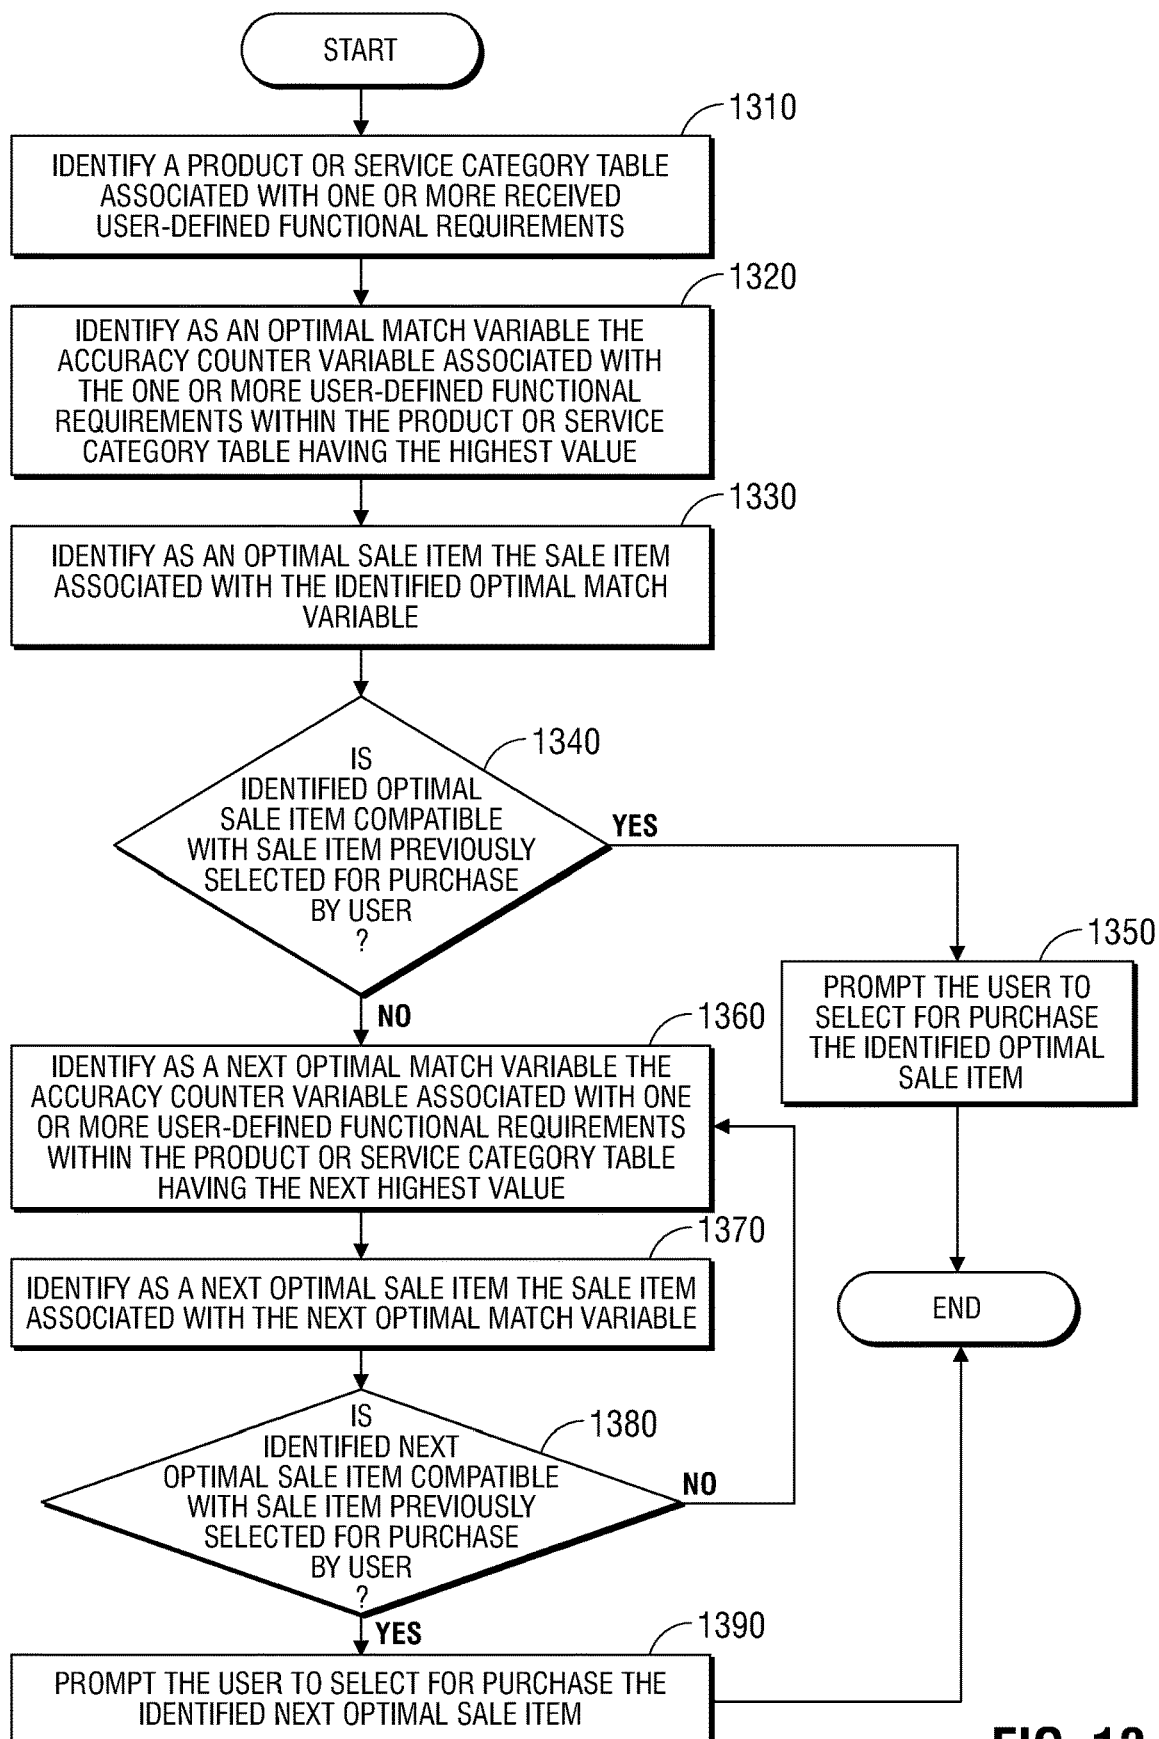 START
1310
IDENTIFY A PRODUCT OR SERVICE CATEGORY TABLE
ASSOCIATED WITH ONE OR MORE RECEIVED
USER-DEFINED FUNCTIONAL REQUIREMENTS
1320
IDENTIFY AS AN OPTIMAL MATCH VARIABLE THE
ACCURACY COUNTER VARIABLE ASSOCIATED WITH
THE ONE OR MORE USER-DEFINED FUNCTIONAL
REQUIREMENTS WITHIN THE PRODUCT OR SERVICE
CATEGORY TABLE HAVING THE HIGHEST VALUE
1330
IDENTIFY AS AN OPTIMAL SALE ITEM THE SALE ITEM
ASSOCIATED WITH THE IDENTIFIED OPTIMAL MATCH
VARIABLE
1340
IS
IDENTIFIED OPTIMAL
SALE ITEM COMPATIBLE
WITH SALE ITEM PREVIOUSLY
SELECTED FOR PURCHASE
BY USER
?
YES
1350
PROMPT THE USER TO
SELECT FOR PURCHASE
THE IDENTIFIED OPTIMAL
SALE ITEM
NO
1360
IDENTIFY AS A NEXT OPTIMAL MATCH VARIABLE THE
ACCURACY COUNTER VARIABLE ASSOCIATED WITH ONE
OR MORE USER-DEFINED FUNCTIONAL REQUIREMENTS
WITHIN THE PRODUCT OR SERVICE CATEGORY TABLE
HAVING THE NEXT HIGHEST VALUE
1370
IDENTIFY AS A NEXT OPTIMAL SALE ITEM THE SALE ITEM
ASSOCIATED WITH THE NEXT OPTIMAL MATCH VARIABLE
END
1380
IS
IDENTIFIED NEXT
OPTIMAL SALE ITEM COMPATIBLE
WITH SALE ITEM PREVIOUSLY
SELECTED FOR PURCHASE
BY USER
?
NO
YES
1390
PROMPT THE USER TO SELECT FOR PURCHASE THE
IDENTIFIED NEXT OPTIMAL SALE ITEM
FIG.